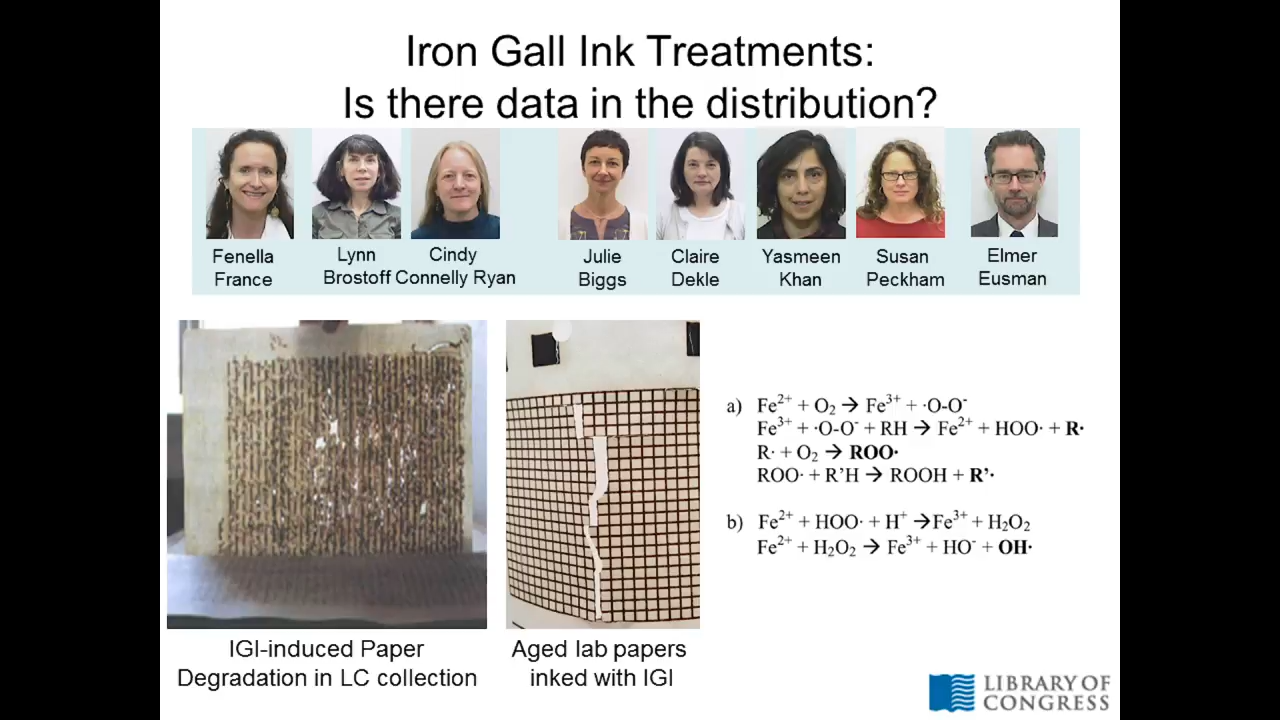 Iron Gall Ink Treatments:
Is there data in the distribution?
Fenella
France
Lynn
Brostoff
Cindy
Connelly Ryan
Julie
Biggs
Claire
Dekle
Yasmeen
Khan
Susan
Peckham
Elmer
Eusman
IGI-induced Paper
Degradation in LC collection
Aged lab papers
inked with IGI
a) Fe²⁺ + O₂ → Fe³⁺ + ·O-O⁻
Fe³⁺ + ·O-O⁻ + RH → Fe²⁺ + HOO· + R·
R· + O₂ → ROO·
ROO· + R’H → ROOH + R’·
b) Fe²⁺ + HOO· + H⁺ →Fe³⁺ + H₂O₂
Fe²⁺ + H₂O₂ → Fe³⁺ + HO⁻ + OH·
LIBRARY OF
CONGRESS